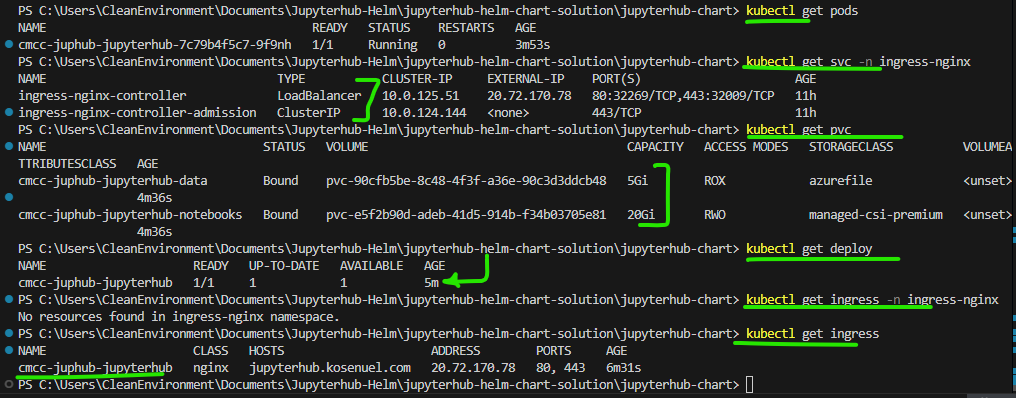 PS C:\Users\CleanEnvironment\Documents\Jupyterhub-Helm\jupyterhub-helm-chart-solution\jupyterhub-chart> kubectl get pods
NAME READY STATUS RESTARTS AGE
cmcc-juphub-jupyterhub-7c79b4f5c7-9f9nh 1/1 Running 0 3m53s
PS C:\Users\CleanEnvironment\Documents\Jupyterhub-Helm\jupyterhub-helm-chart-solution\jupyterhub-chart> kubectl get svc -n ingress-nginx
NAME TYPE CLUSTER-IP EXTERNAL-IP PORT(S) AGE
ingress-nginx-controller LoadBalancer 10.0.125.51 20.72.170.78 80:32269/TCP,443:32009/TCP 11h
ingress-nginx-controller-admission ClusterIP 10.0.124.144 <none> 443/TCP 11h
PS C:\Users\CleanEnvironment\Documents\Jupyterhub-Helm\jupyterhub-helm-chart-solution\jupyterhub-chart> kubectl get pvc
NAME STATUS VOLUME CAPACITY ACCESS MODES STORAGECLASS VOLUMEA
TTRIBUTESCLASS AGE
cmcc-juphub-jupyterhub-data Bound pvc-90cfb5be-8c48-4f3f-a36e-90c3d3ddcb48 5Gi ROX azurefile <unset>
4m36s
cmcc-juphub-jupyterhub-notebooks Bound pvc-e5f2b90d-adeb-41d5-914b-f34b03705e81 20Gi RWO managed-csi-premium <unset>
4m36s
PS C:\Users\CleanEnvironment\Documents\Jupyterhub-Helm\jupyterhub-helm-chart-solution\jupyterhub-chart> kubectl get deploy
NAME READY UP-TO-DATE AVAILABLE AGE
cmcc-juphub-jupyterhub 1/1 1 1 5m
PS C:\Users\CleanEnvironment\Documents\Jupyterhub-Helm\jupyterhub-helm-chart-solution\jupyterhub-chart> kubectl get ingress -n ingress-nginx
No resources found in ingress-nginx namespace.
PS C:\Users\CleanEnvironment\Documents\Jupyterhub-Helm\jupyterhub-helm-chart-solution\jupyterhub-chart> kubectl get ingress
NAME CLASS HOSTS ADDRESS PORTS AGE
cmcc-juphub-jupyterhub nginx jupyterhub.kosenuel.com 20.72.170.78 80, 443 6m31s
PS C:\Users\CleanEnvironment\Documents\Jupyterhub-Helm\jupyterhub-helm-chart-solution\jupyterhub-chart>